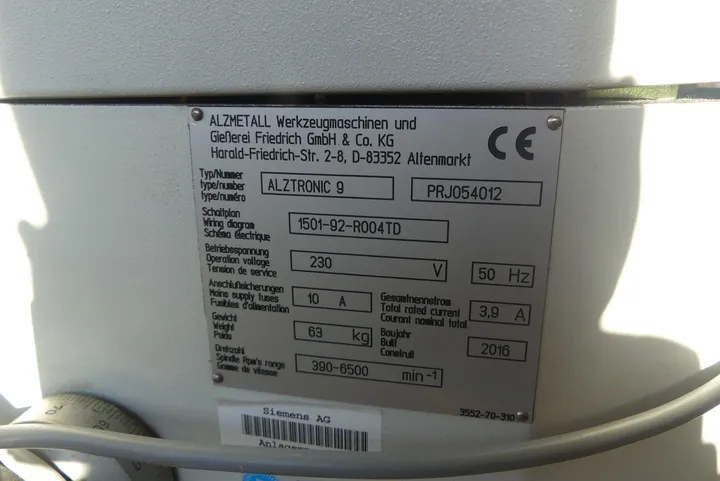 ALZMETALL Werkzeugmaschinen und
Gießerei Friedrich GmbH & Co. KG
Harald-Friedrich-Str. 2-8, D-83352 Altenmarkt
CE
Typ/Nummer
type/number
type/numéro
ALZTRONIC 9
PRJ054012
Schaltplan
Wiring diagram
Schéma électrique
1501-92-R004TD
Betriebsspannung
Operation voltage
Tension de service
230 V
50 Hz
Anschlußsicherungen
Mains supply fuses
Fusibles d'alimentation
10 A
Gesamtnennstrom
Total rated current
Courant nominal total
3,9 A
Gewicht
Weight
Poids
63 kg
Baujahr
Built
Construit
2016
Drehzahl
Spindle Rpm's range
Gamme de vitesse
390-6500 min-1
3552-70-310
Siemens AG
70